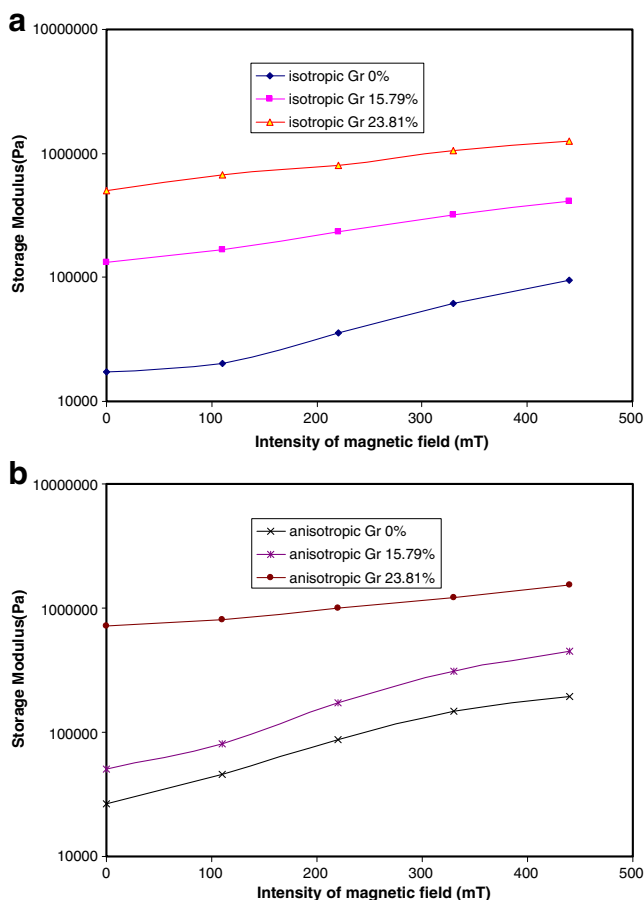 a
10000000
1000000
100000
10000
Storage Modulus(Pa)
isotropic Gr 0%
isotropic Gr 15.79%
isotropic Gr 23.81%
0 100 200 300 400 500
Intensity of magnetic field (mT)
b
10000000
1000000
100000
10000
Storage Modulus(Pa)
anisotropic Gr 0%
anisotropic Gr 15.79%
anisotropic Gr 23.81%
0 100 200 300 400 500
Intensity of magnetic field (mT)